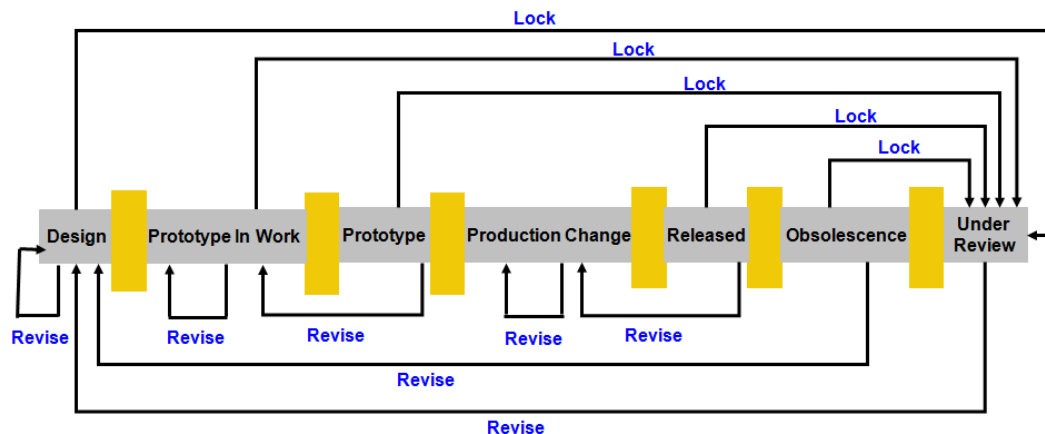 Lock
Lock
Lock
Lock
Lock
Design
Prototype In Work
Prototype
Production Change
Released
Obsolescence
Under
Review
Revise
Revise
Revise
Revise
Revise
Revise
Revise